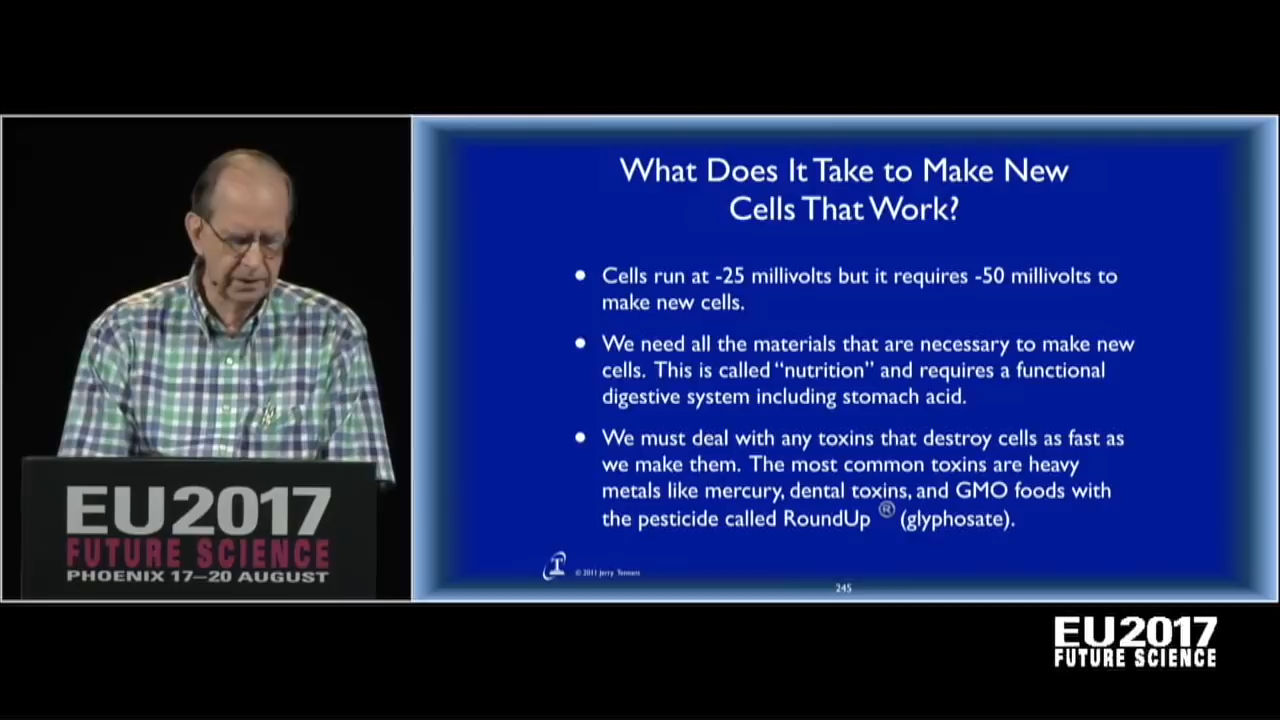 What Does It Take to Make New
Cells That Work?
• Cells run at -25 millivolts but it requires -50 millivolts to
make new cells.
• We need all the materials that are necessary to make new
cells. This is called “nutrition” and requires a functional
digestive system including stomach acid.
• We must deal with any toxins that destroy cells as fast as
we make them. The most common toxins are heavy
metals like mercury, dental toxins, and GMO foods with
the pesticide called RoundUp ® (glyphosate).
T
© 2011 Jerry Tennant
245
EU2017
FUTURE SCIENCE
PHOENIX 17–20 AUGUST
EU2017
FUTURE SCIENCE